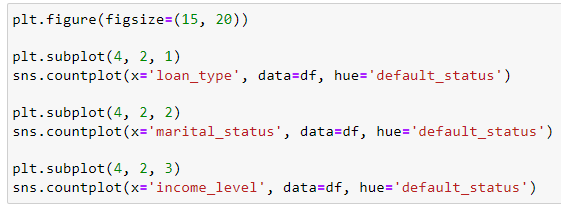 plt.figure(figsize=(15, 20))
plt.subplot(4, 2, 1)
sns.countplot(x='loan_type', data=df, hue='default_status')
plt.subplot(4, 2, 2)
sns.countplot(x='marital_status', data=df, hue='default_status')
plt.subplot(4, 2, 3)
sns.countplot(x='income_level', data=df, hue='default_status')